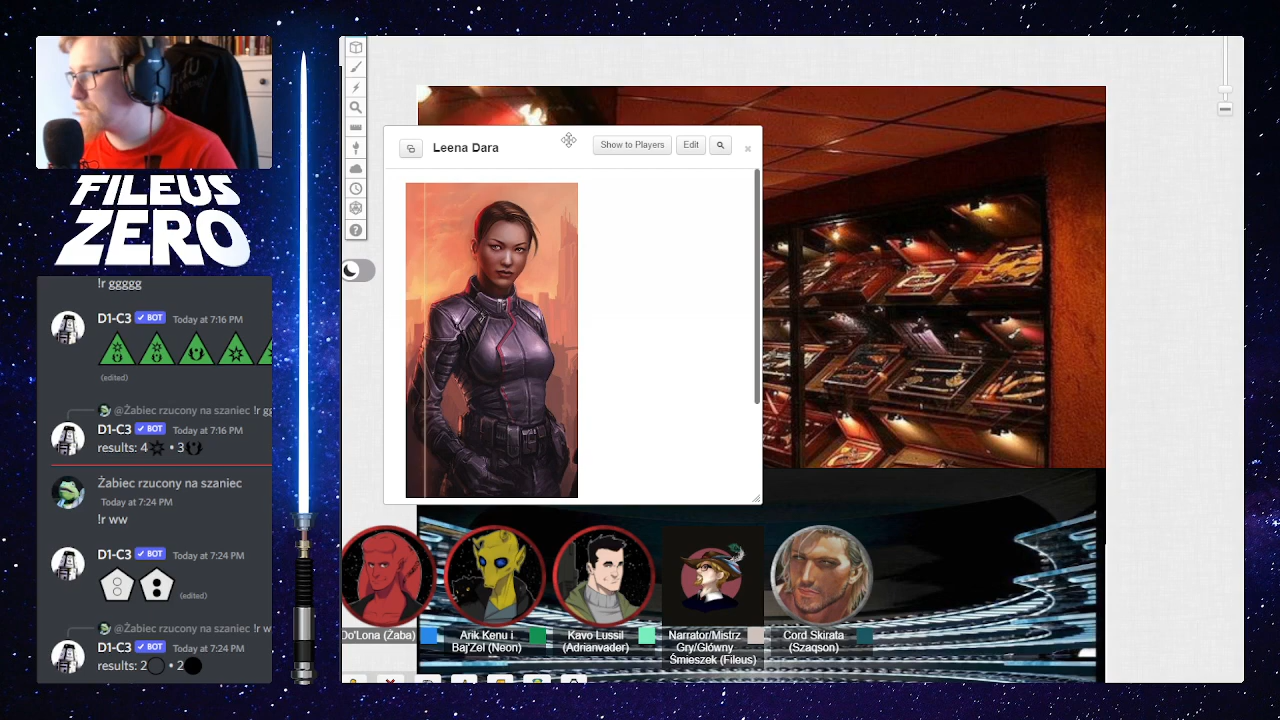 FILEUS
ZERO
!r ggggg
D1-C3 ✓ BOT Today at 7:16 PM
(edited)
@Żabiec rzucony na szaniec !r gg
D1-C3 ✓ BOT Today at 7:16 PM
results: 4 • 3
Żabiec rzucony na szaniec
Today at 7:24 PM
!r ww
D1-C3 ✓ BOT Today at 7:24 PM
(edited)
@Żabiec rzucony na szaniec !r w
D1-C3 ✓ BOT Today at 7:24 PM
results: 2 • 2
Leena Dara
Show to Players
Edit
Do'Lona (Żaba)
Arik Kenu i
Baj'Zel (Neon)
Kavo Lussil
(Adrianvader)
Narrator/Mistrz
Gry/Główny
Śmieszek (Fileus)
Cord Skirata
(Szaqson)